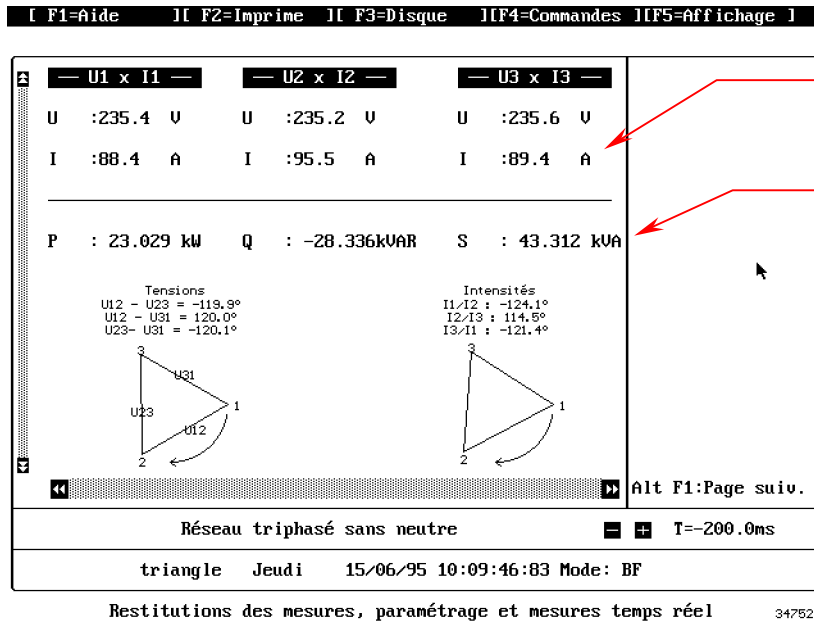 [ F1=Aide ][ F2=Imprime ][ F3=Disque ][F4=Commandes ][F5=Affichage ]
— U1 x I1 — — U2 x I2 — — U3 x I3 —
U :235.4 V U :235.2 V U :235.6 V
I :88.4 A I :95.5 A I :89.4 A
P : 23.029 kW Q : -28.336kVAR S : 43.312 kVA
Tensions Intensités
U12 - U23 = -119.9° I1/I2 : -124.1°
U12 - U31 = 120.0° I2/I3 : 114.5°
U23- U31 = -120.1° I3/I1 : -121.4°
3 3
U31
1 1
U23
U12
2 2
Alt F1:Page suiv.
Réseau triphasé sans neutre - + T=-200.0ms
triangle Jeudi 15/06/95 10:09:46:83 Mode: BF
Restitutions des mesures, paramétrage et mesures temps réel 34752